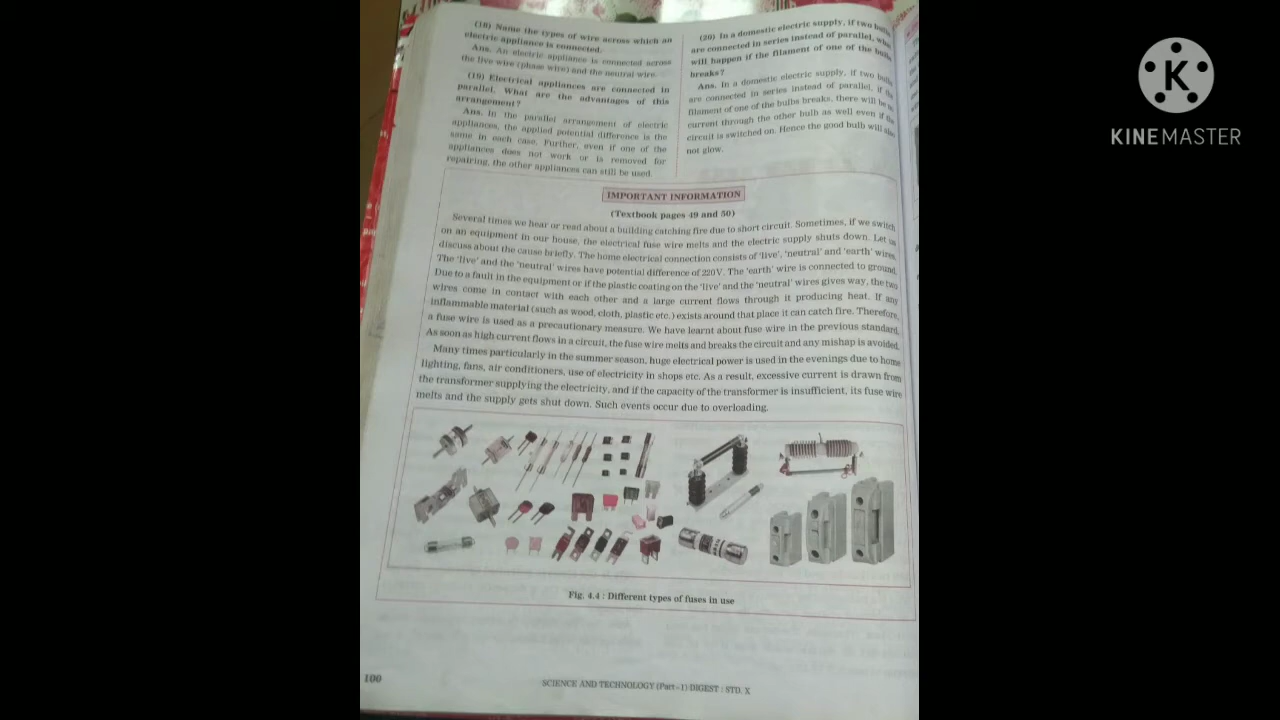 (18) Name the types of wire across which an
electric appliance is connected.
Ans. An electric appliance is connected across
the live wire (phase wire) and the neutral wire.
(19) Electrical appliances are connected in
parallel. What are the advantages of this
arrangement?
Ans. In the parallel arrangement of electric
appliances, the applied potential difference is the
same in each case. Further, even if one of the
appliances does not work or is removed for
repairing, the other appliances can still be used.
(20) In a domestic electric supply, if two bulbs
are connected in series instead of parallel, what
will happen if the filament of one of the bulbs
breaks?
Ans. In a domestic electric supply, if two bulbs
are connected in series instead of parallel, if the
filament of one of the bulbs breaks, there will be
current through the other bulb as well even if the
circuit is switched on. Hence the good bulb will also
not glow.
IMPORTANT INFORMATION
(Textbook pages 49 and 50)
Several times we hear or read about a building catching fire due to short circuit. Sometimes, if we switch
on an equipment in our house, the electrical fuse wire melts and the electric supply shuts down. Let us
discuss about the cause briefly. The home electrical connection consists of 'live', 'neutral' and 'earth' wires.
The 'live' and the 'neutral' wires have potential difference of 220V. The 'earth' wire is connected to ground.
Due to a fault in the equipment or if the plastic coating on the 'live' and the 'neutral' wires gives way, the two
wires come in contact with each other and a large current flows through it producing heat. If any
inflammable material (such as wood, cloth, plastic etc.) exists around that place it can catch fire. Therefore,
a fuse wire is used as a precautionary measure. We have learnt about fuse wire in the previous standard.
As soon as high current flows in a circuit, the fuse wire melts and breaks the circuit and any mishap is avoided.
Many times particularly in the summer season, huge electrical power is used in the evenings due to home
lighting, fans, air conditioners, use of electricity in shops etc. As a result, excessive current is drawn from
the transformer supplying the electricity, and if the capacity of the transformer is insufficient, its fuse wire
melts and the supply gets shut down. Such events occur due to overloading.
Fig. 4.4 : Different types of fuses in use
100
SCIENCE AND TECHNOLOGY (Part-1) DIGEST : STD. X
K
KINEMASTER